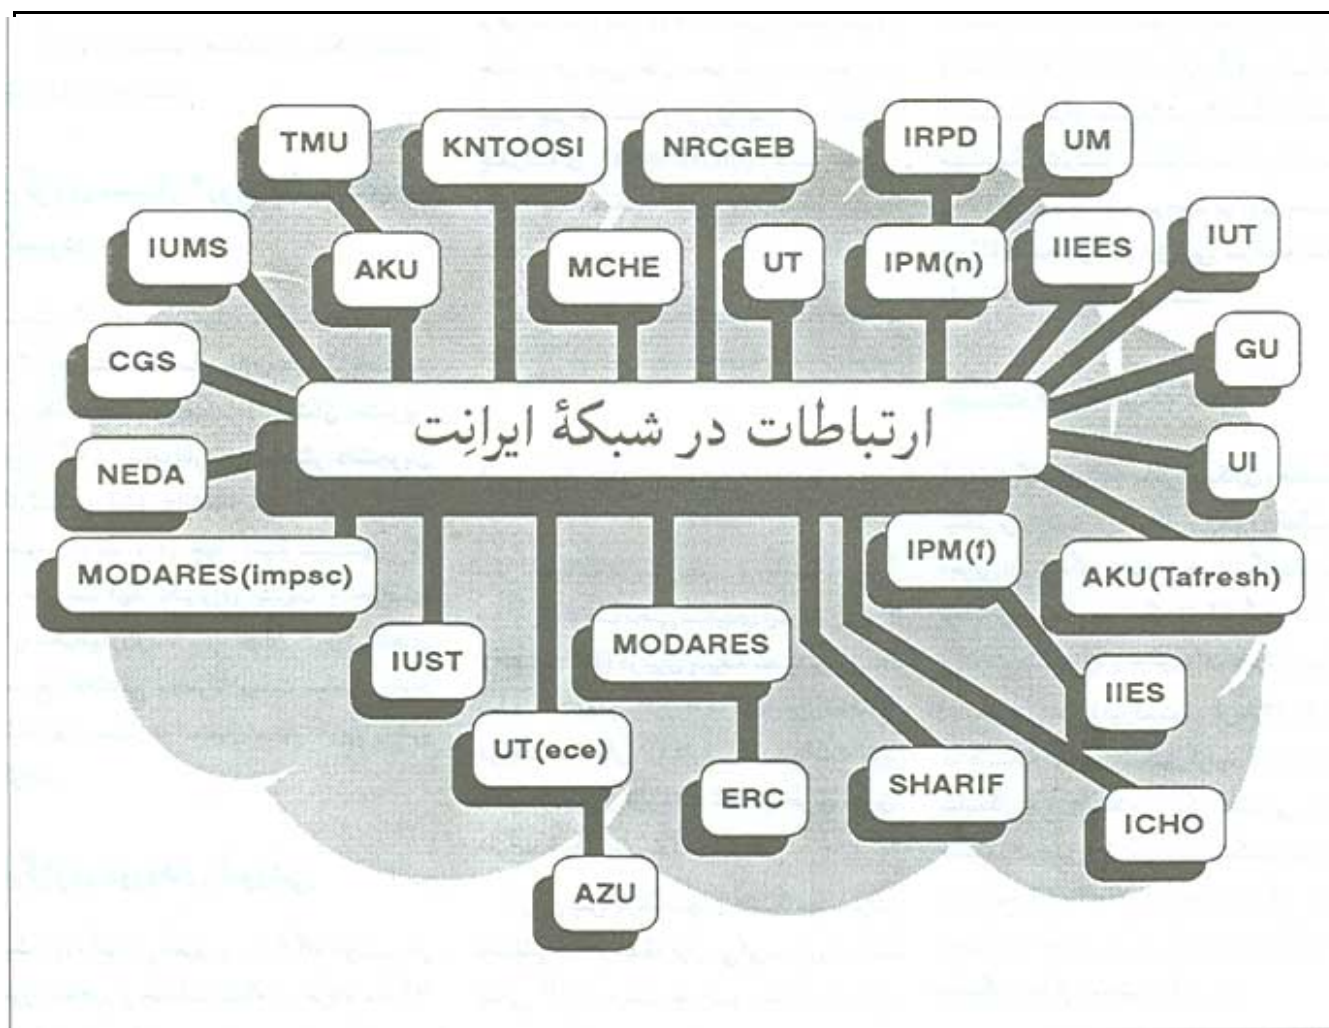 TMU
KNTOOSI
NRCGEB
IRPD
UM
IUMS
AKU
MCHE
UT
IPM(n)
IIEES
IUT
CGS
GU
ارتباطات در شبکهٔ ایرانِت
NEDA
UI
MODARES(impsc)
IPM(f)
AKU(Tafresh)
IUST
MODARES
IIES
UT(ece)
ERC
SHARIF
ICHO
AZU